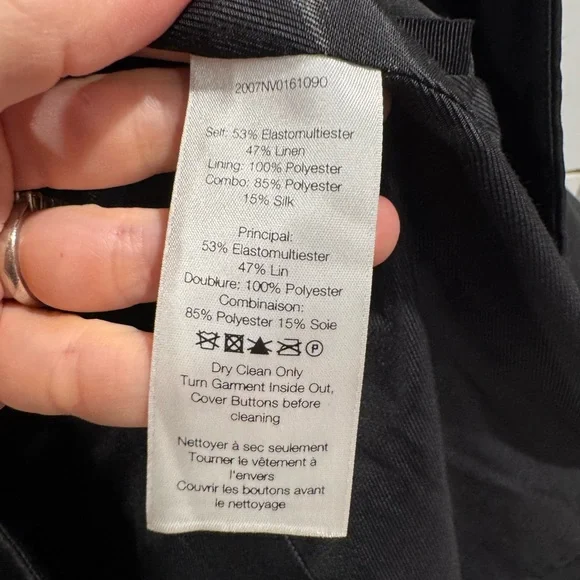 2007NV0161090
Self: 53% Elastomultiester
47% Linen
Lining: 100% Polyester
Combo: 85% Polyester
15% Silk
Principal:
53% Elastomultiester
47% Lin
Doublure: 100% Polyester
Combinaison:
85% Polyester 15% Soie
P
Dry Clean Only
Turn Garment Inside Out,
Cover Buttons before
cleaning
Nettoyer à sec seulement
Tourner le vêtement à
l'envers
Couvrir les boutons avant
le nettoyage